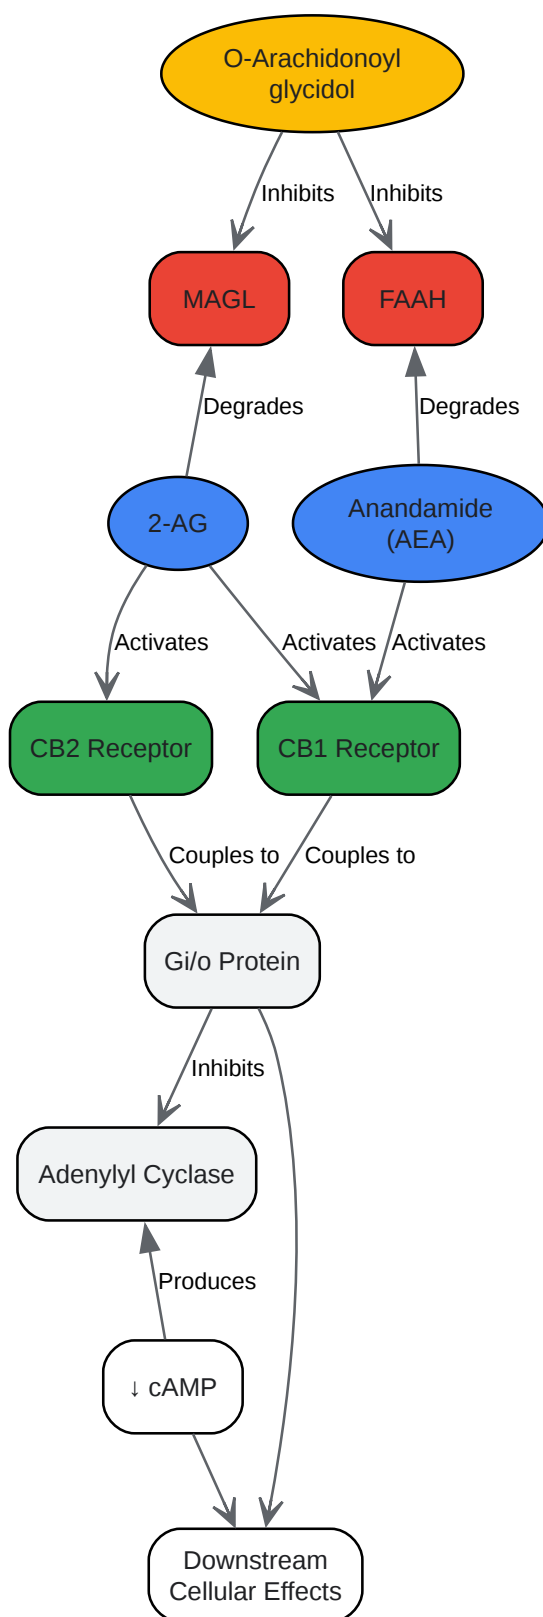 O-Arachidonoyl
glycidol
Inhibits
Inhibits
MAGL
FAAH
Degrades
Degrades
2-AG
Anandamide
(AEA)
Activates
Activates
Activates
CB2 Receptor
CB1 Receptor
Couples to
Couples to
Gi/o Protein
Inhibits
Adenylyl Cyclase
Produces
↓ cAMP
Downstream
Cellular Effects